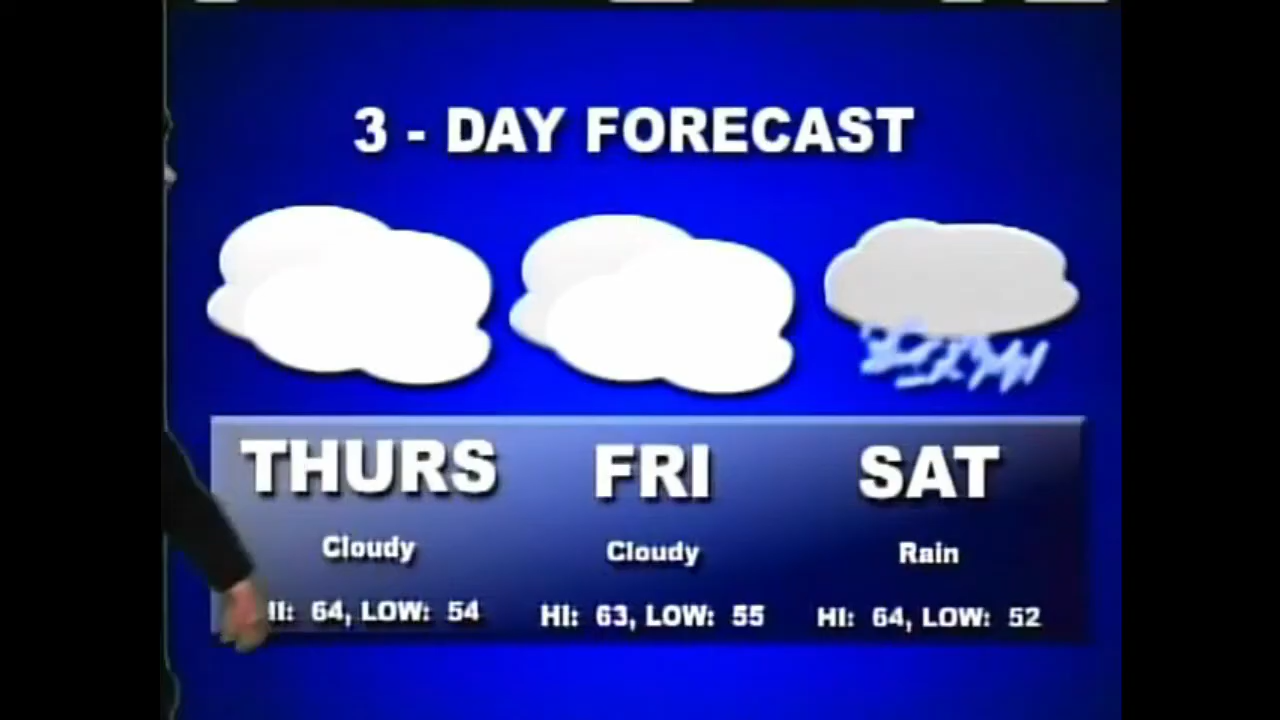 3 - DAY FORECAST
THURS FRI SAT
Cloudy Cloudy Rain
HI: 64, LOW: 54 HI: 63, LOW: 55 HI: 64, LOW: 52